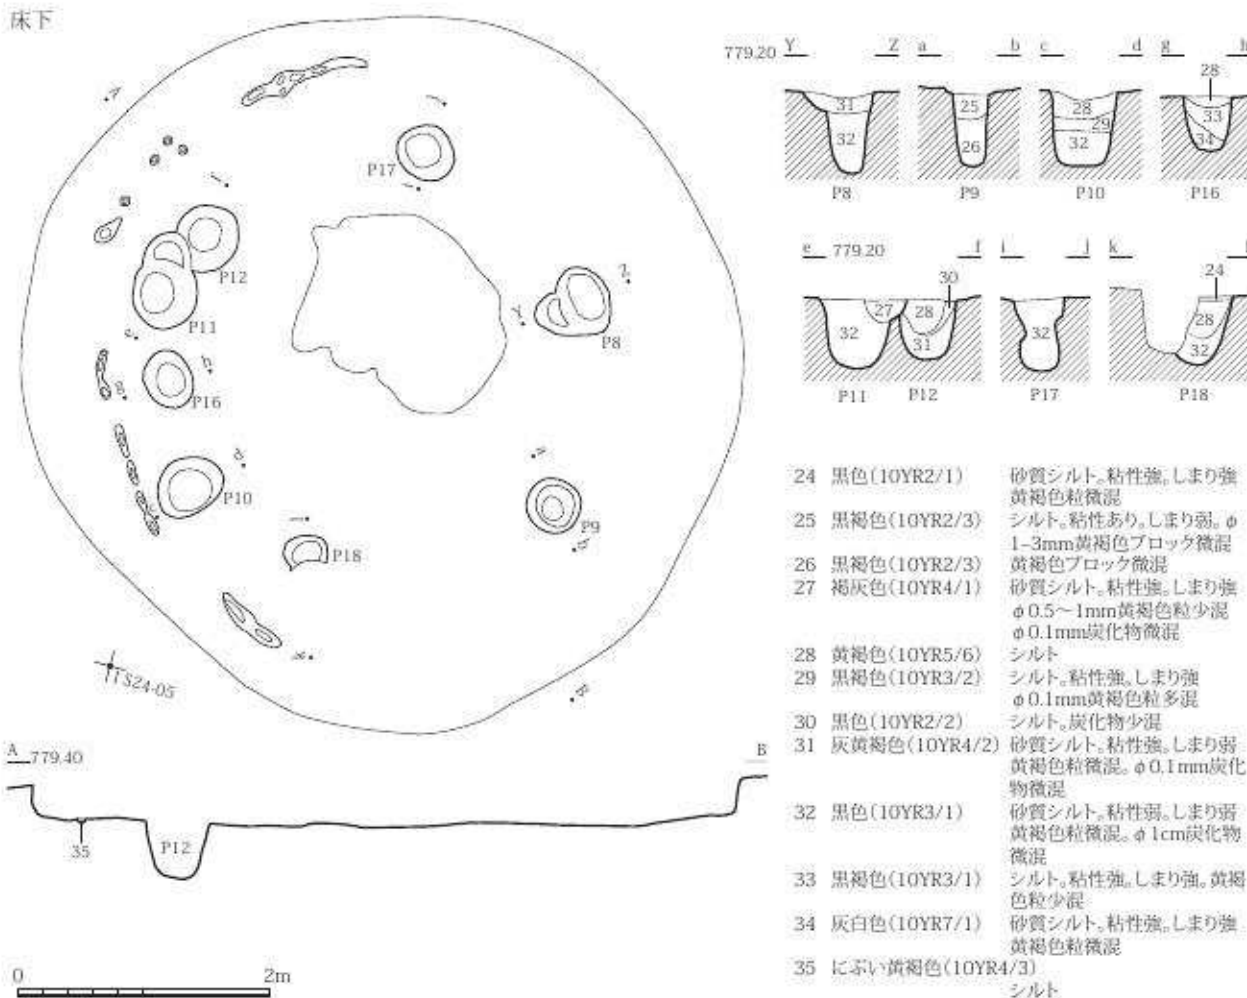 床下
A
P17
P12
P11
P8
P16
P10
P9
P18
B
TS24-05
A 779.40 B
35
P12
0 2m
779.20 Y Z a b c d g h
28
31 25 28 33
29
32 26 32 34
P8 P9 P10 P16
e 779.20 f i j k l
30 24
27 28 28
32 31 32 32
P11 P12 P17 P18
24 黒色(10YR2/1) 砂質シルト。粘性強。しまり強
黄褐色粒微混
25 黒褐色(10YR2/3) シルト。粘性あり。しまり弱。φ
1-3mm黄褐色ブロック微混
26 黒褐色(10YR2/3) 黄褐色ブロック微混
27 褐灰色(10YR4/1) 砂質シルト。粘性強。しまり強
φ0.5～1mm黄褐色粒少混
φ0.1mm炭化物微混
28 黄褐色(10YR5/6) シルト
29 黒褐色(10YR3/2) シルト。粘性強。しまり強
φ0.1mm黄褐色粒多混
30 黒色(10YR2/2) シルト。炭化物少混
31 灰黄褐色(10YR4/2) 砂質シルト。粘性強。しまり弱
黄褐色粒微混。φ0.1mm炭化
物微混
32 黒色(10YR3/1) 砂質シルト。粘性弱。しまり弱
黄褐色粒微混。φ1cm炭化物
微混
33 黒褐色(10YR3/1) シルト。粘性強。しまり強。黄褐
色粒少混
34 灰白色(10YR7/1) 砂質シルト。粘性強。しまり強
黄褐色粒微混
35 にぶい黄褐色(10YR4/3)
シルト